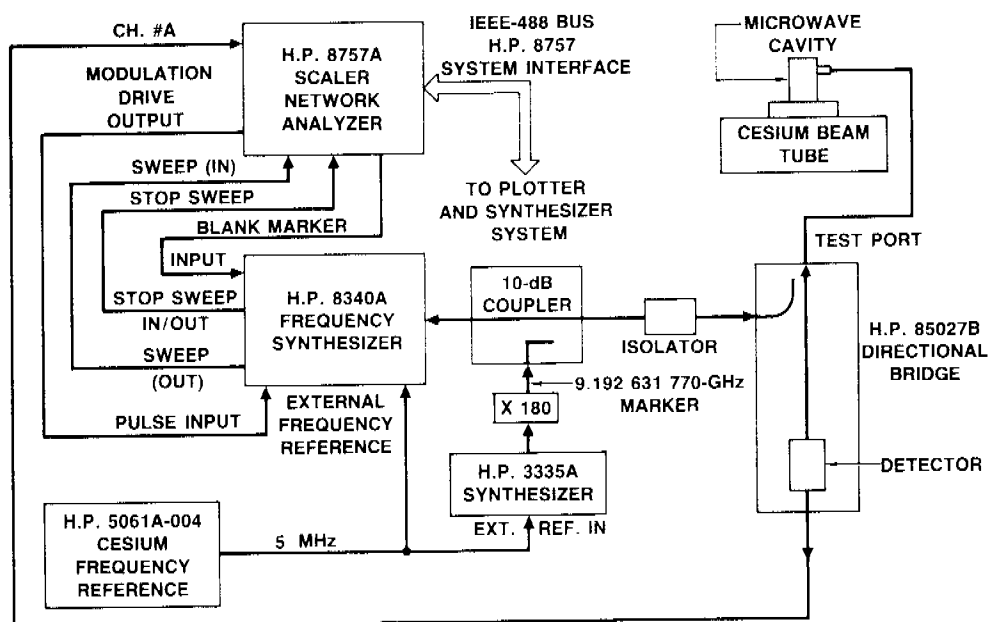 CH. #A
MODULATION
DRIVE
OUTPUT
SWEEP (IN)
STOP SWEEP
BLANK MARKER
INPUT
STOP SWEEP
IN/OUT
SWEEP
(OUT)
PULSE INPUT
H.P. 8757A
SCALER
NETWORK
ANALYZER
IEEE-488 BUS
H.P. 8757
SYSTEM INTERFACE
TO PLOTTER
AND SYNTHESIZER
SYSTEM
MICROWAVE
CAVITY
CESIUM BEAM
TUBE
TEST PORT
H.P. 8340A
FREQUENCY
SYNTHESIZER
10-dB
COUPLER
ISOLATOR
H.P. 85027B
DIRECTIONAL
BRIDGE
9.192 631 770-GHz
MARKER
X 180
EXTERNAL
FREQUENCY
REFERENCE
H.P. 3335A
SYNTHESIZER
DETECTOR
EXT. REF. IN
H.P. 5061A-004
CESIUM
FREQUENCY
REFERENCE
5 MHz